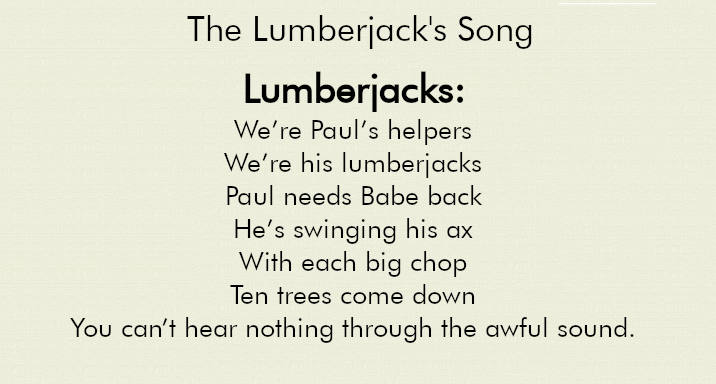 The Lumberjack's Song
Lumberjacks:
We’re Paul’s helpers
We’re his lumberjacks
Paul needs Babe back
He’s swinging his ax
With each big chop
Ten trees come down
You can’t hear nothing through the awful sound.